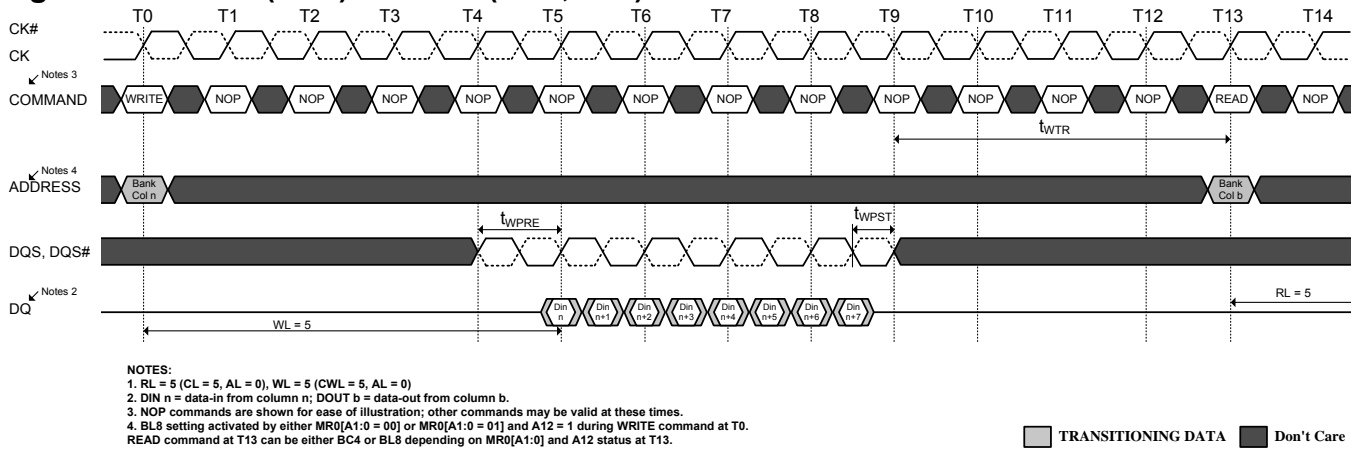 T0 T1 T2 T3 T4 T5 T6 T7 T8 T9 T10 T11 T12 T13 T14
CK#
CK
Notes 3
COMMAND WRITE NOP NOP NOP NOP NOP NOP NOP NOP NOP NOP NOP NOP READ NOP
tWTR
Notes 4
ADDRESS
Bank Bank
Col n Col b
tWPRE tWPST
DQS, DQS#
Notes 2
DQ
Din Din Din Din Din Din Din Din
n n+1 n+2 n+3 n+4 n+5 n+6 n+7
RL = 5
WL = 5
NOTES:
1. RL = 5 (CL = 5, AL = 0), WL = 5 (CWL = 5, AL = 0)
2. DIN n = data-in from column n; DOUT b = data-out from column b.
3. NOP commands are shown for ease of illustration; other commands may be valid at these times.
4. BL8 setting activated by either MR0[A1:0 = 00] or MR0[A1:0 = 01] and A12 = 1 during WRITE command at T0.
READ command at T13 can be either BC4 or BL8 depending on MR0[A1:0] and A12 status at T13.
TRANSITIONING DATA Don't Care